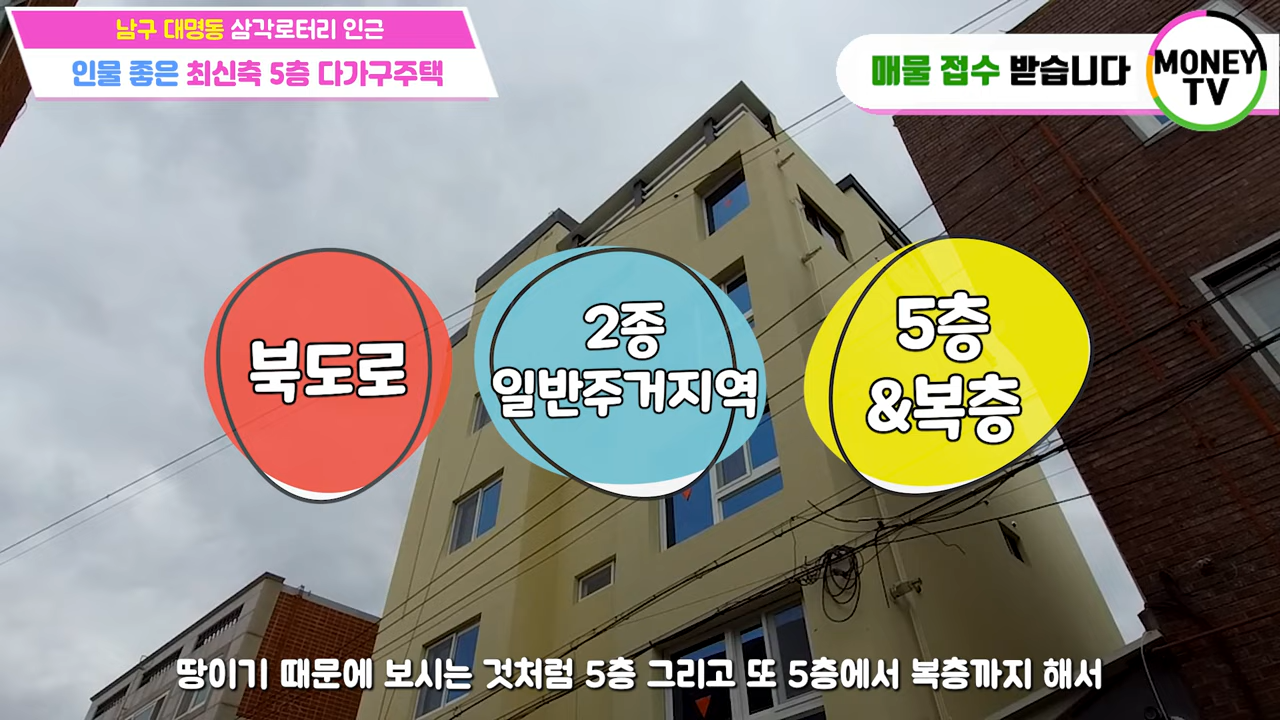 남구 대명동 삼각로터리 인근
인물 좋은 최신축 5층 다가구주택
매물 접수 받습니다
MONEY
TV
북도로
2종
일반주거지역
5층
&복층
땅이기 때문에 보시는 것처럼 5층 그리고 또 5층에서 복층까지 해서